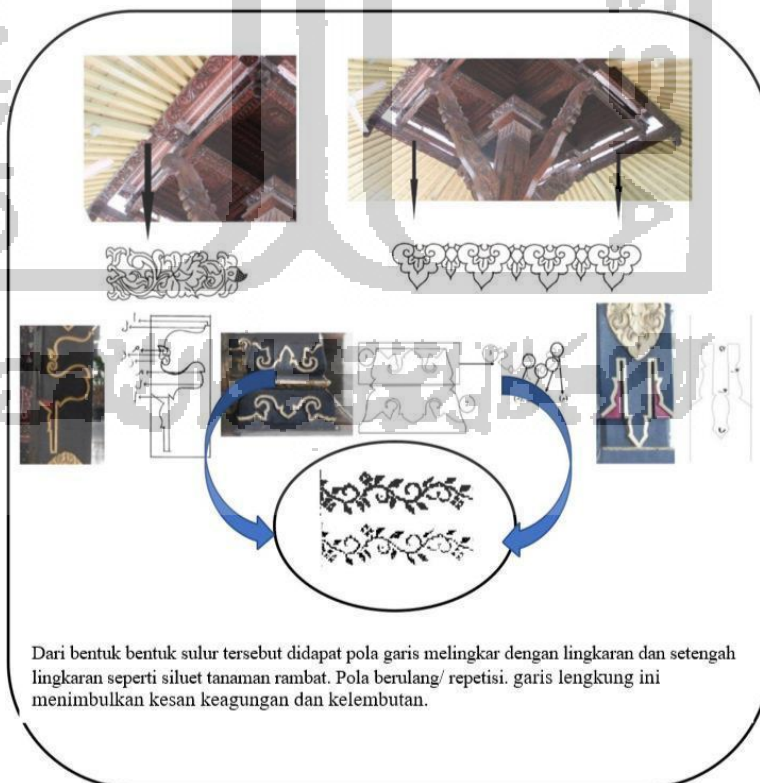 Dari bentuk bentuk sulur tersebut didapat pola garis melingkar dengan lingkaran dan setengah
lingkaran seperti siluet tanaman rambat. Pola berulang/ repetisi. garis lengkung ini
menimbulkan kesan keagungan dan kelembutan.